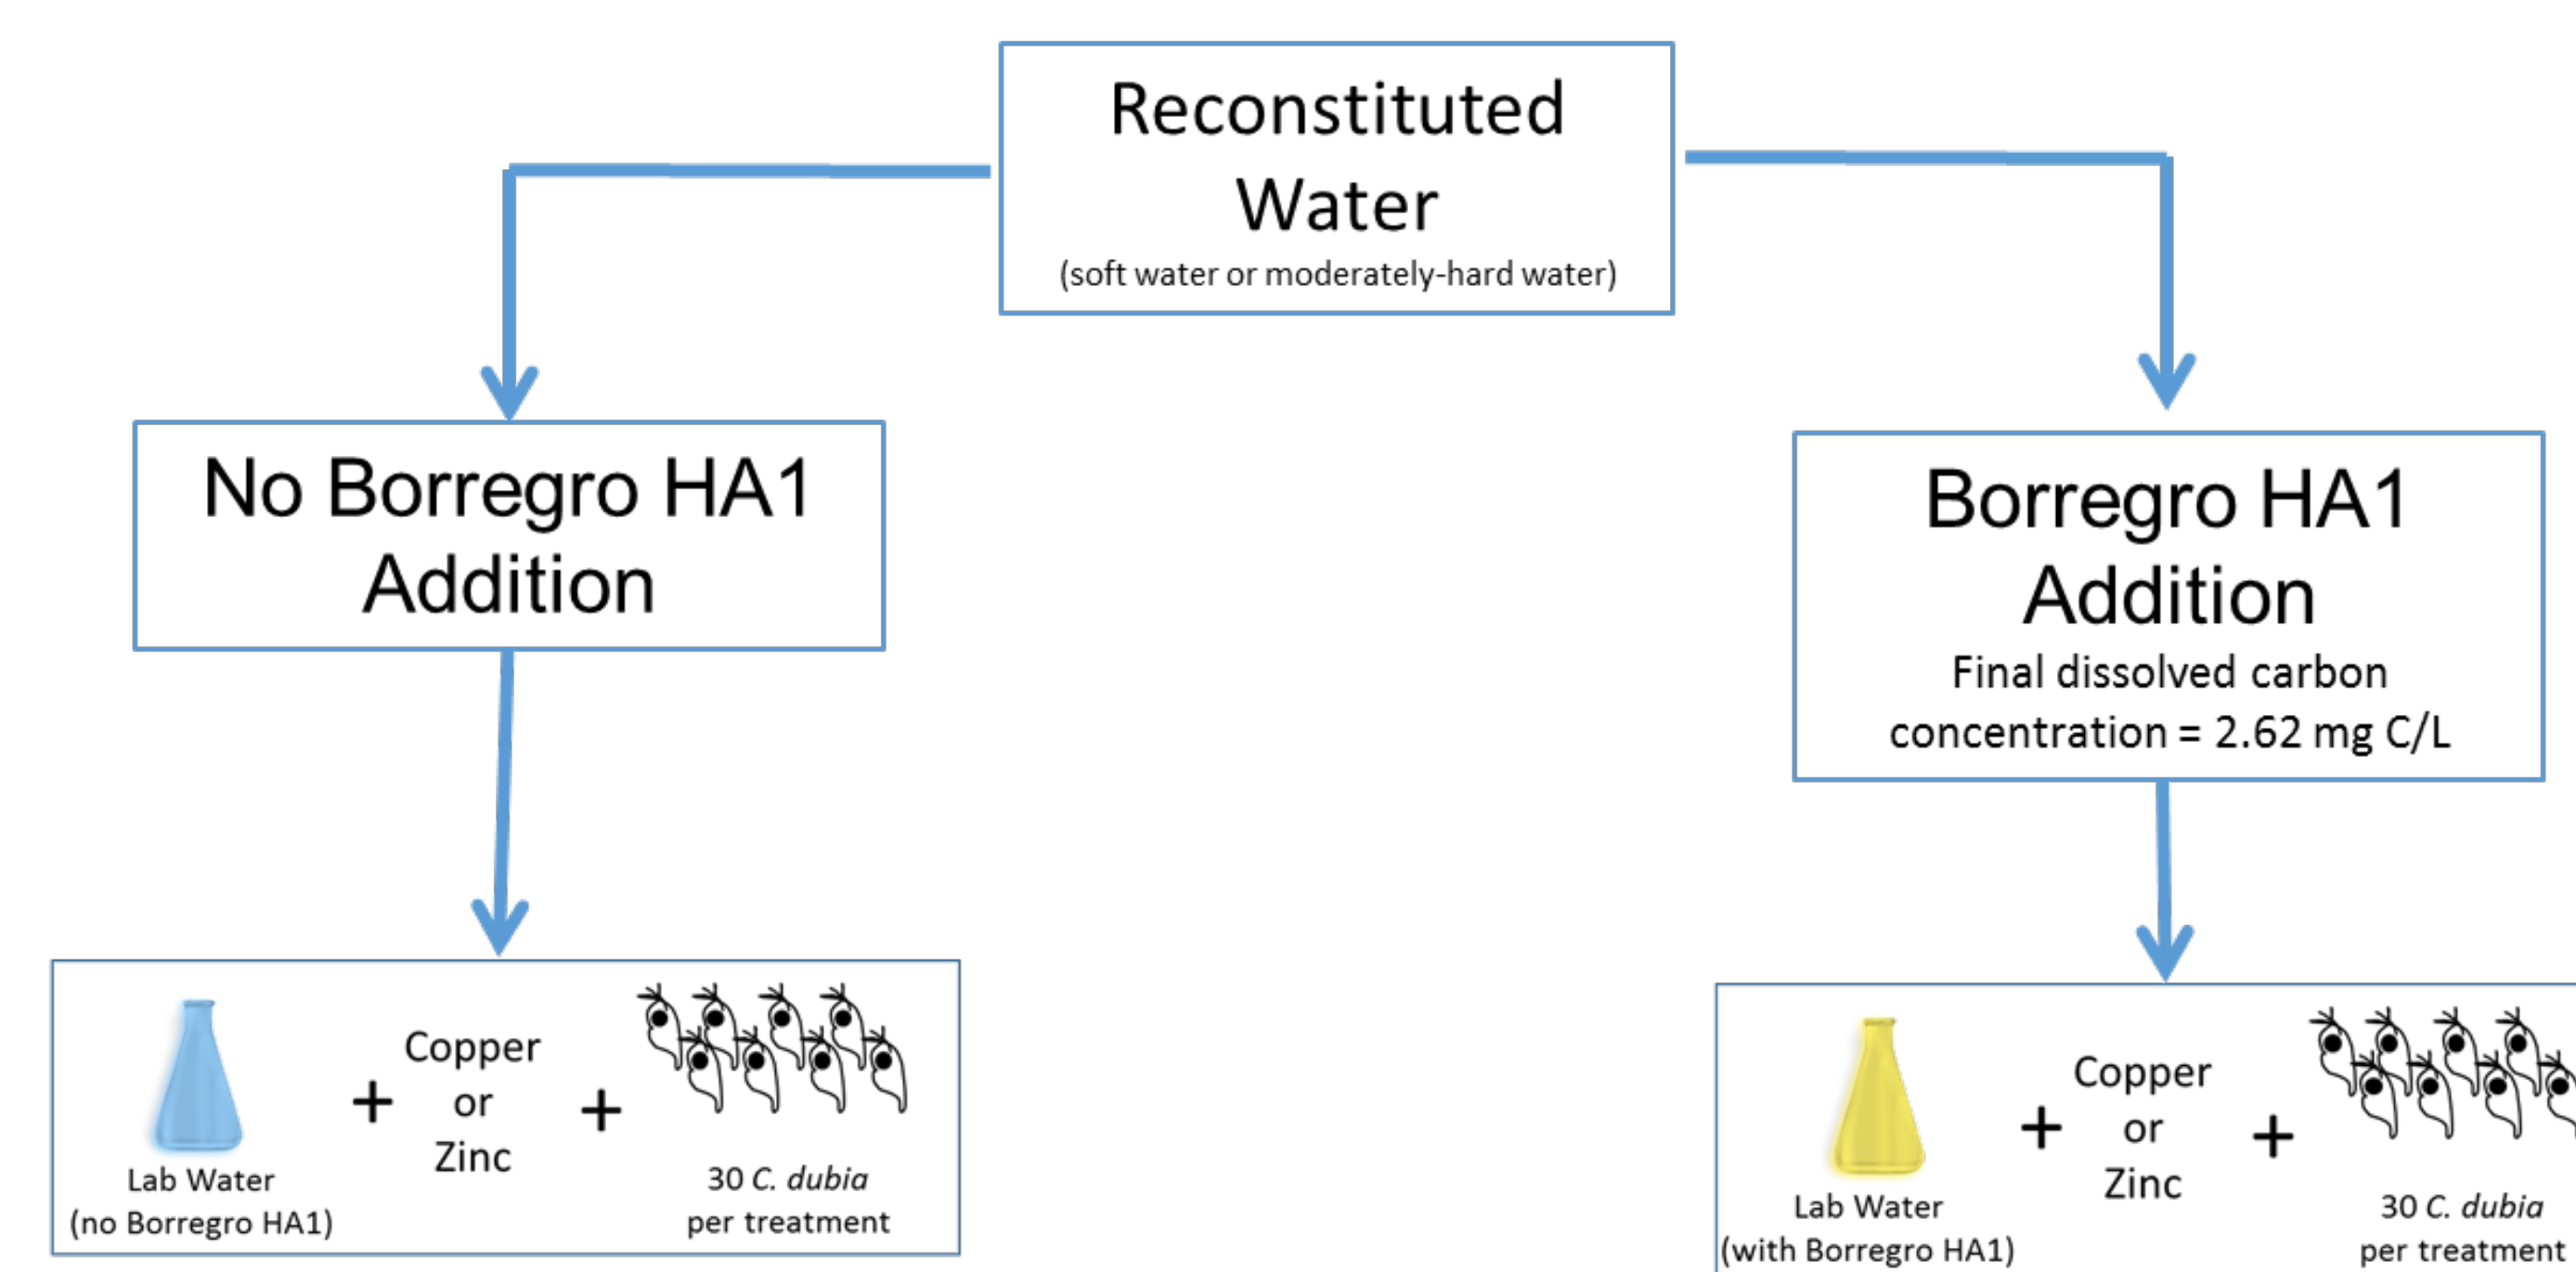 Reconstituted
Water
(soft water or moderately-hard water)
No Borregro HA1
Addition
Borregro HA1
Addition
Final dissolved carbon
concentration = 2.62 mg C/L
Lab Water
(no Borregro HA1)
+
Copper
or
Zinc
+
30 C. dubia
per treatment
Lab Water
(with Borregro HA1)
+
Copper
or
Zinc
+
30 C. dubia
per treatment